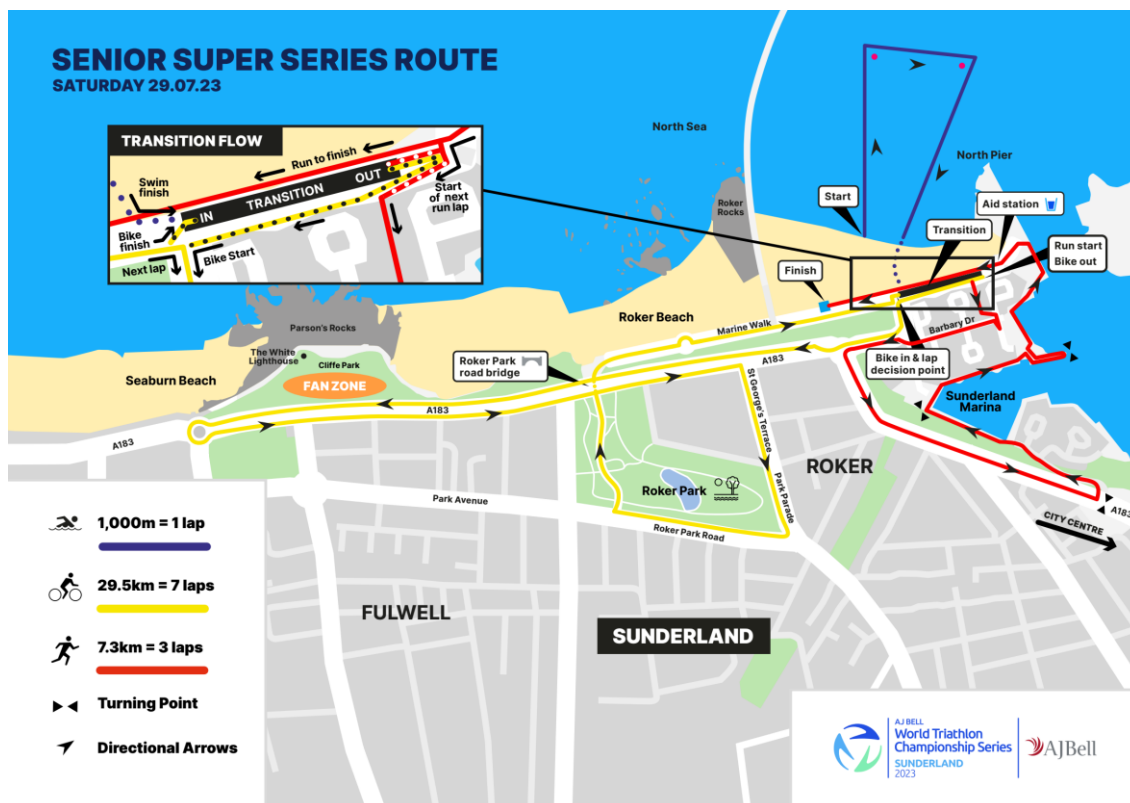 SENIOR SUPER SERIES ROUTE
SATURDAY 29.07.23
TRANSITION FLOW
Run to finish
Swim
finish
IN
TRANSITION
OUT
Start
of next
run lap
Bike
finish
Bike Start
Next lap
North Sea
North Pier
Start
Aid station
Roker
Rocks
Transition
Run start
Bike out
Finish
Parson's Rocks
Roker Beach
Marine Walk
Barbary Dr
The White
Lighthouse
Cliffe Park
Seaburn Beach
FAN ZONE
Roker Park
road bridge
A183
Bike in & lap
decision point
A183
A183
Sunderland
Marina
St George's Terrace
ROKER
Roker Park
Park Parade
Park Avenue
Roker Park Road
A183
CITY CENTRE
1,000m = 1 lap
29.5km = 7 laps
7.3km = 3 laps
Turning Point
Directional Arrows
FULWELL
SUNDERLAND
AJ BELL
World Triathlon
Championship Series
SUNDERLAND
2023
AJBell